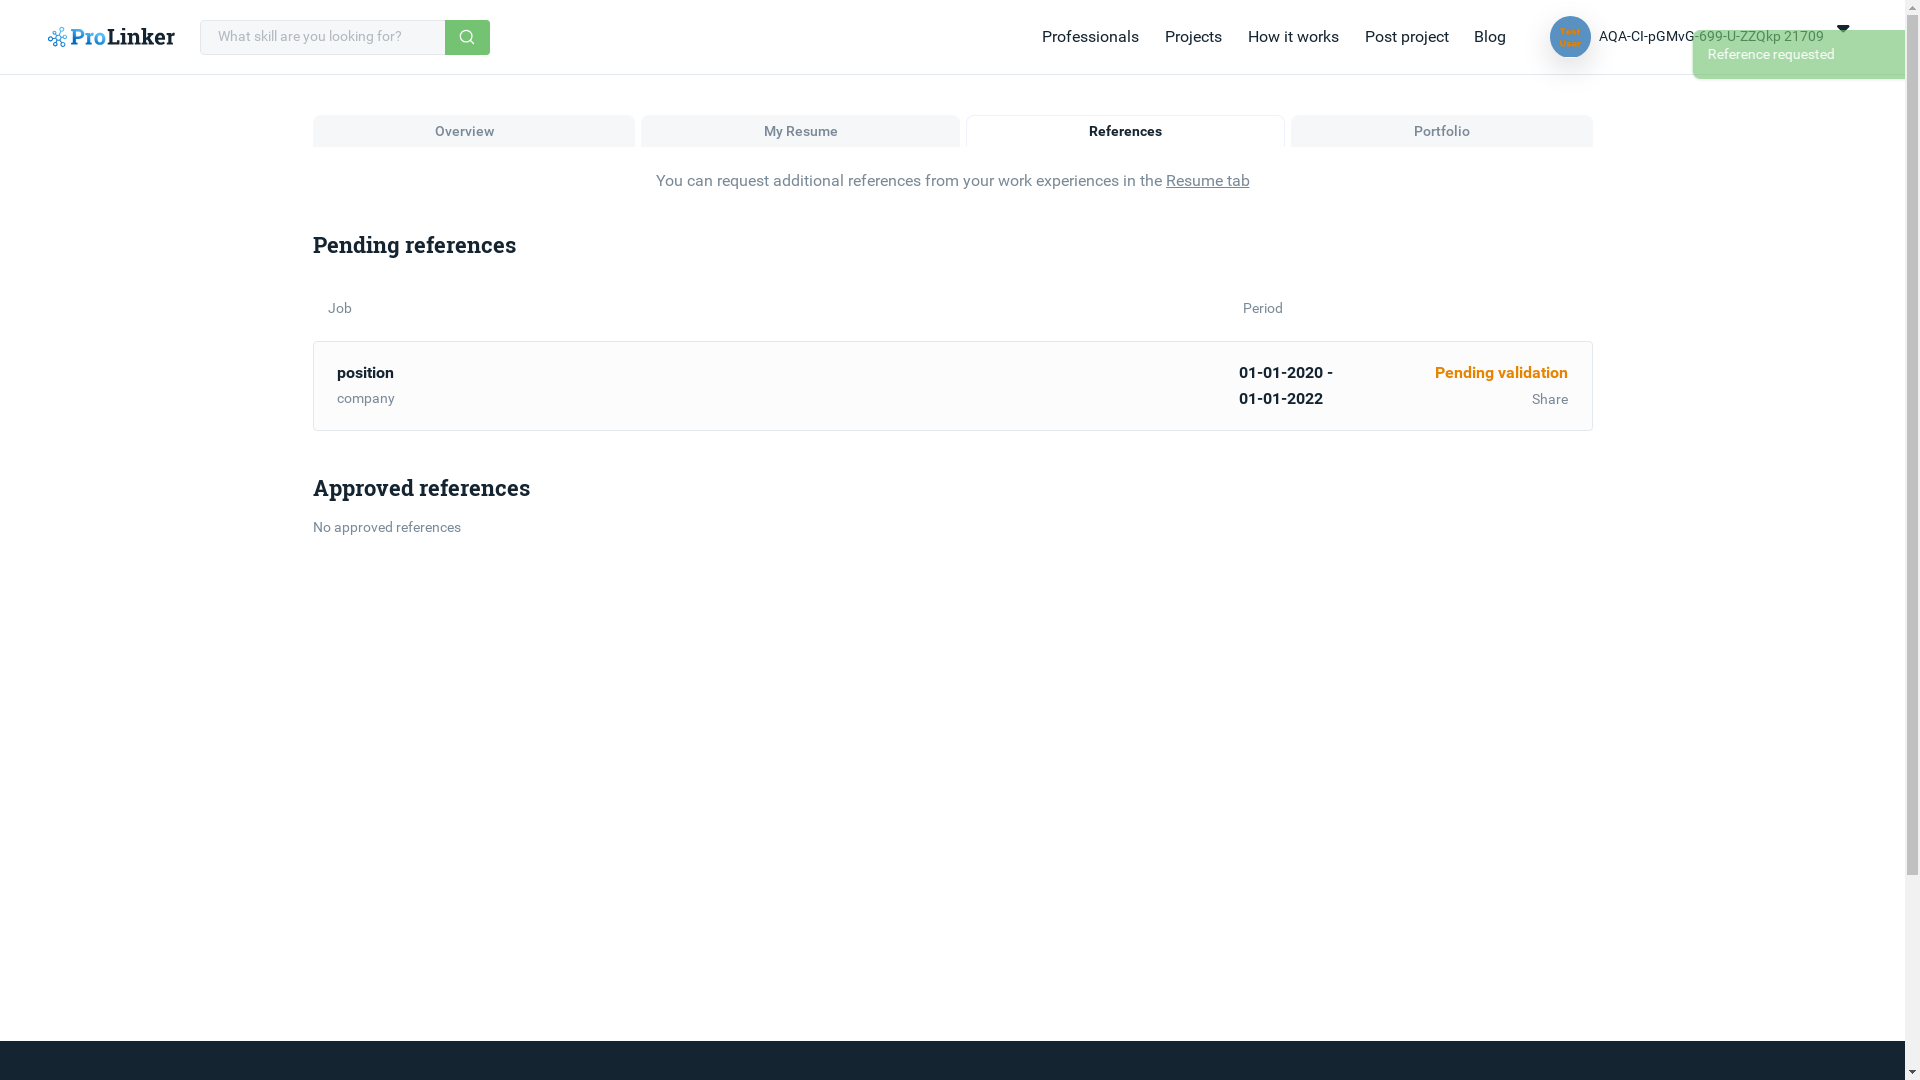 ProLinker
What skill are you looking for?
Professionals
Projects
How it works
Post project
Blog
Test
User
AQA-CI-pGMvG-699-U-ZZQkp 21709
Reference requested
Overview
My Resume
References
Portfolio
You can request additional references from your work experiences in the Resume tab
Pending references
Job
Period
position
company
01-01-2020 -
01-01-2022
Pending validation
Share
Approved references
No approved references